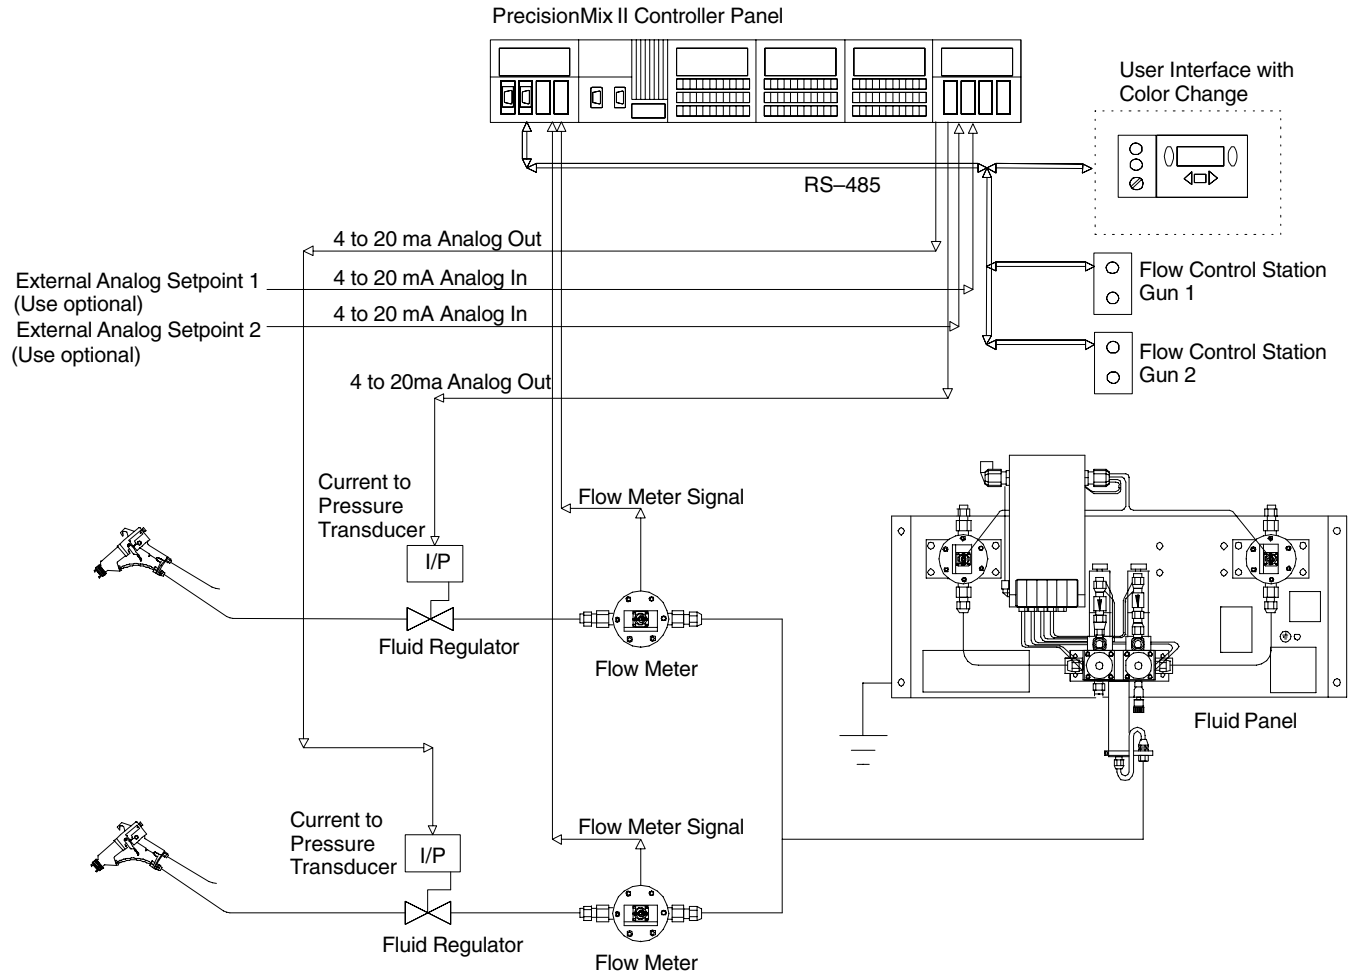 PrecisionMix II Controller Panel
User Interface with
Color Change
RS–485
4 to 20 ma Analog Out
External Analog Setpoint 1
(Use optional)
4 to 20 mA Analog In
Flow Control Station
Gun 1
External Analog Setpoint 2
(Use optional)
4 to 20 mA Analog In
Flow Control Station
Gun 2
4 to 20ma Analog Out
Current to
Pressure
Transducer
Flow Meter Signal
I/P
Fluid Regulator
Flow Meter
Fluid Panel
Current to
Pressure
Transducer
Flow Meter Signal
I/P
Fluid Regulator
Flow Meter